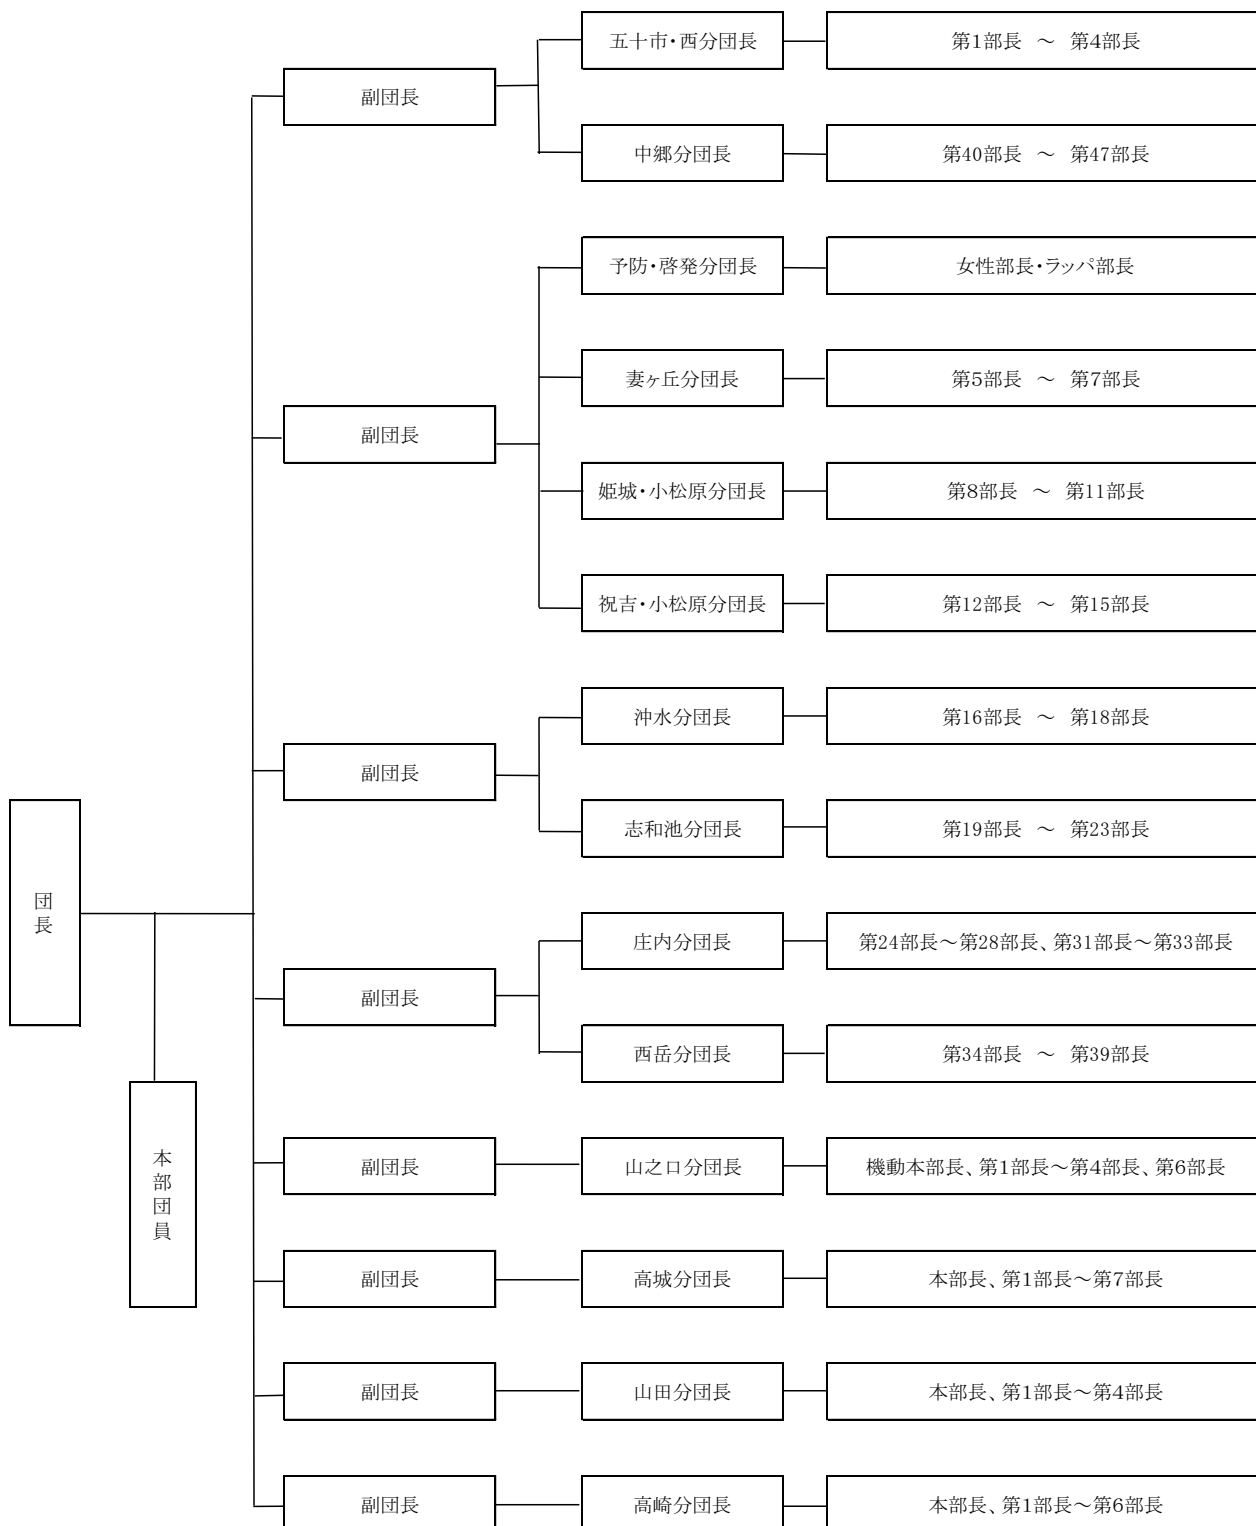 五十市・西分団長
第1部長　～　第4部長
副団長
中郷分団長
第40部長　～　第47部長
予防・啓発分団長
女性部長・ラッパ部長
妻ヶ丘分団長
第5部長　～　第7部長
副団長
姫城・小松原分団長
第8部長　～　第11部長
祝吉・小松原分団長
第12部長　～　第15部長
沖水分団長
第16部長　～　第18部長
副団長
志和池分団長
第19部長　～　第23部長
団長
庄内分団長
第24部長～第28部長、第31部長～第33部長
副団長
西岳分団長
第34部長　～　第39部長
本部団員
副団長
山之口分団長
機動本部長、第1部長～第4部長、第6部長
副団長
高城分団長
本部長、第1部長～第7部長
副団長
山田分団長
本部長、第1部長～第4部長
副団長
高崎分団長
本部長、第1部長～第6部長